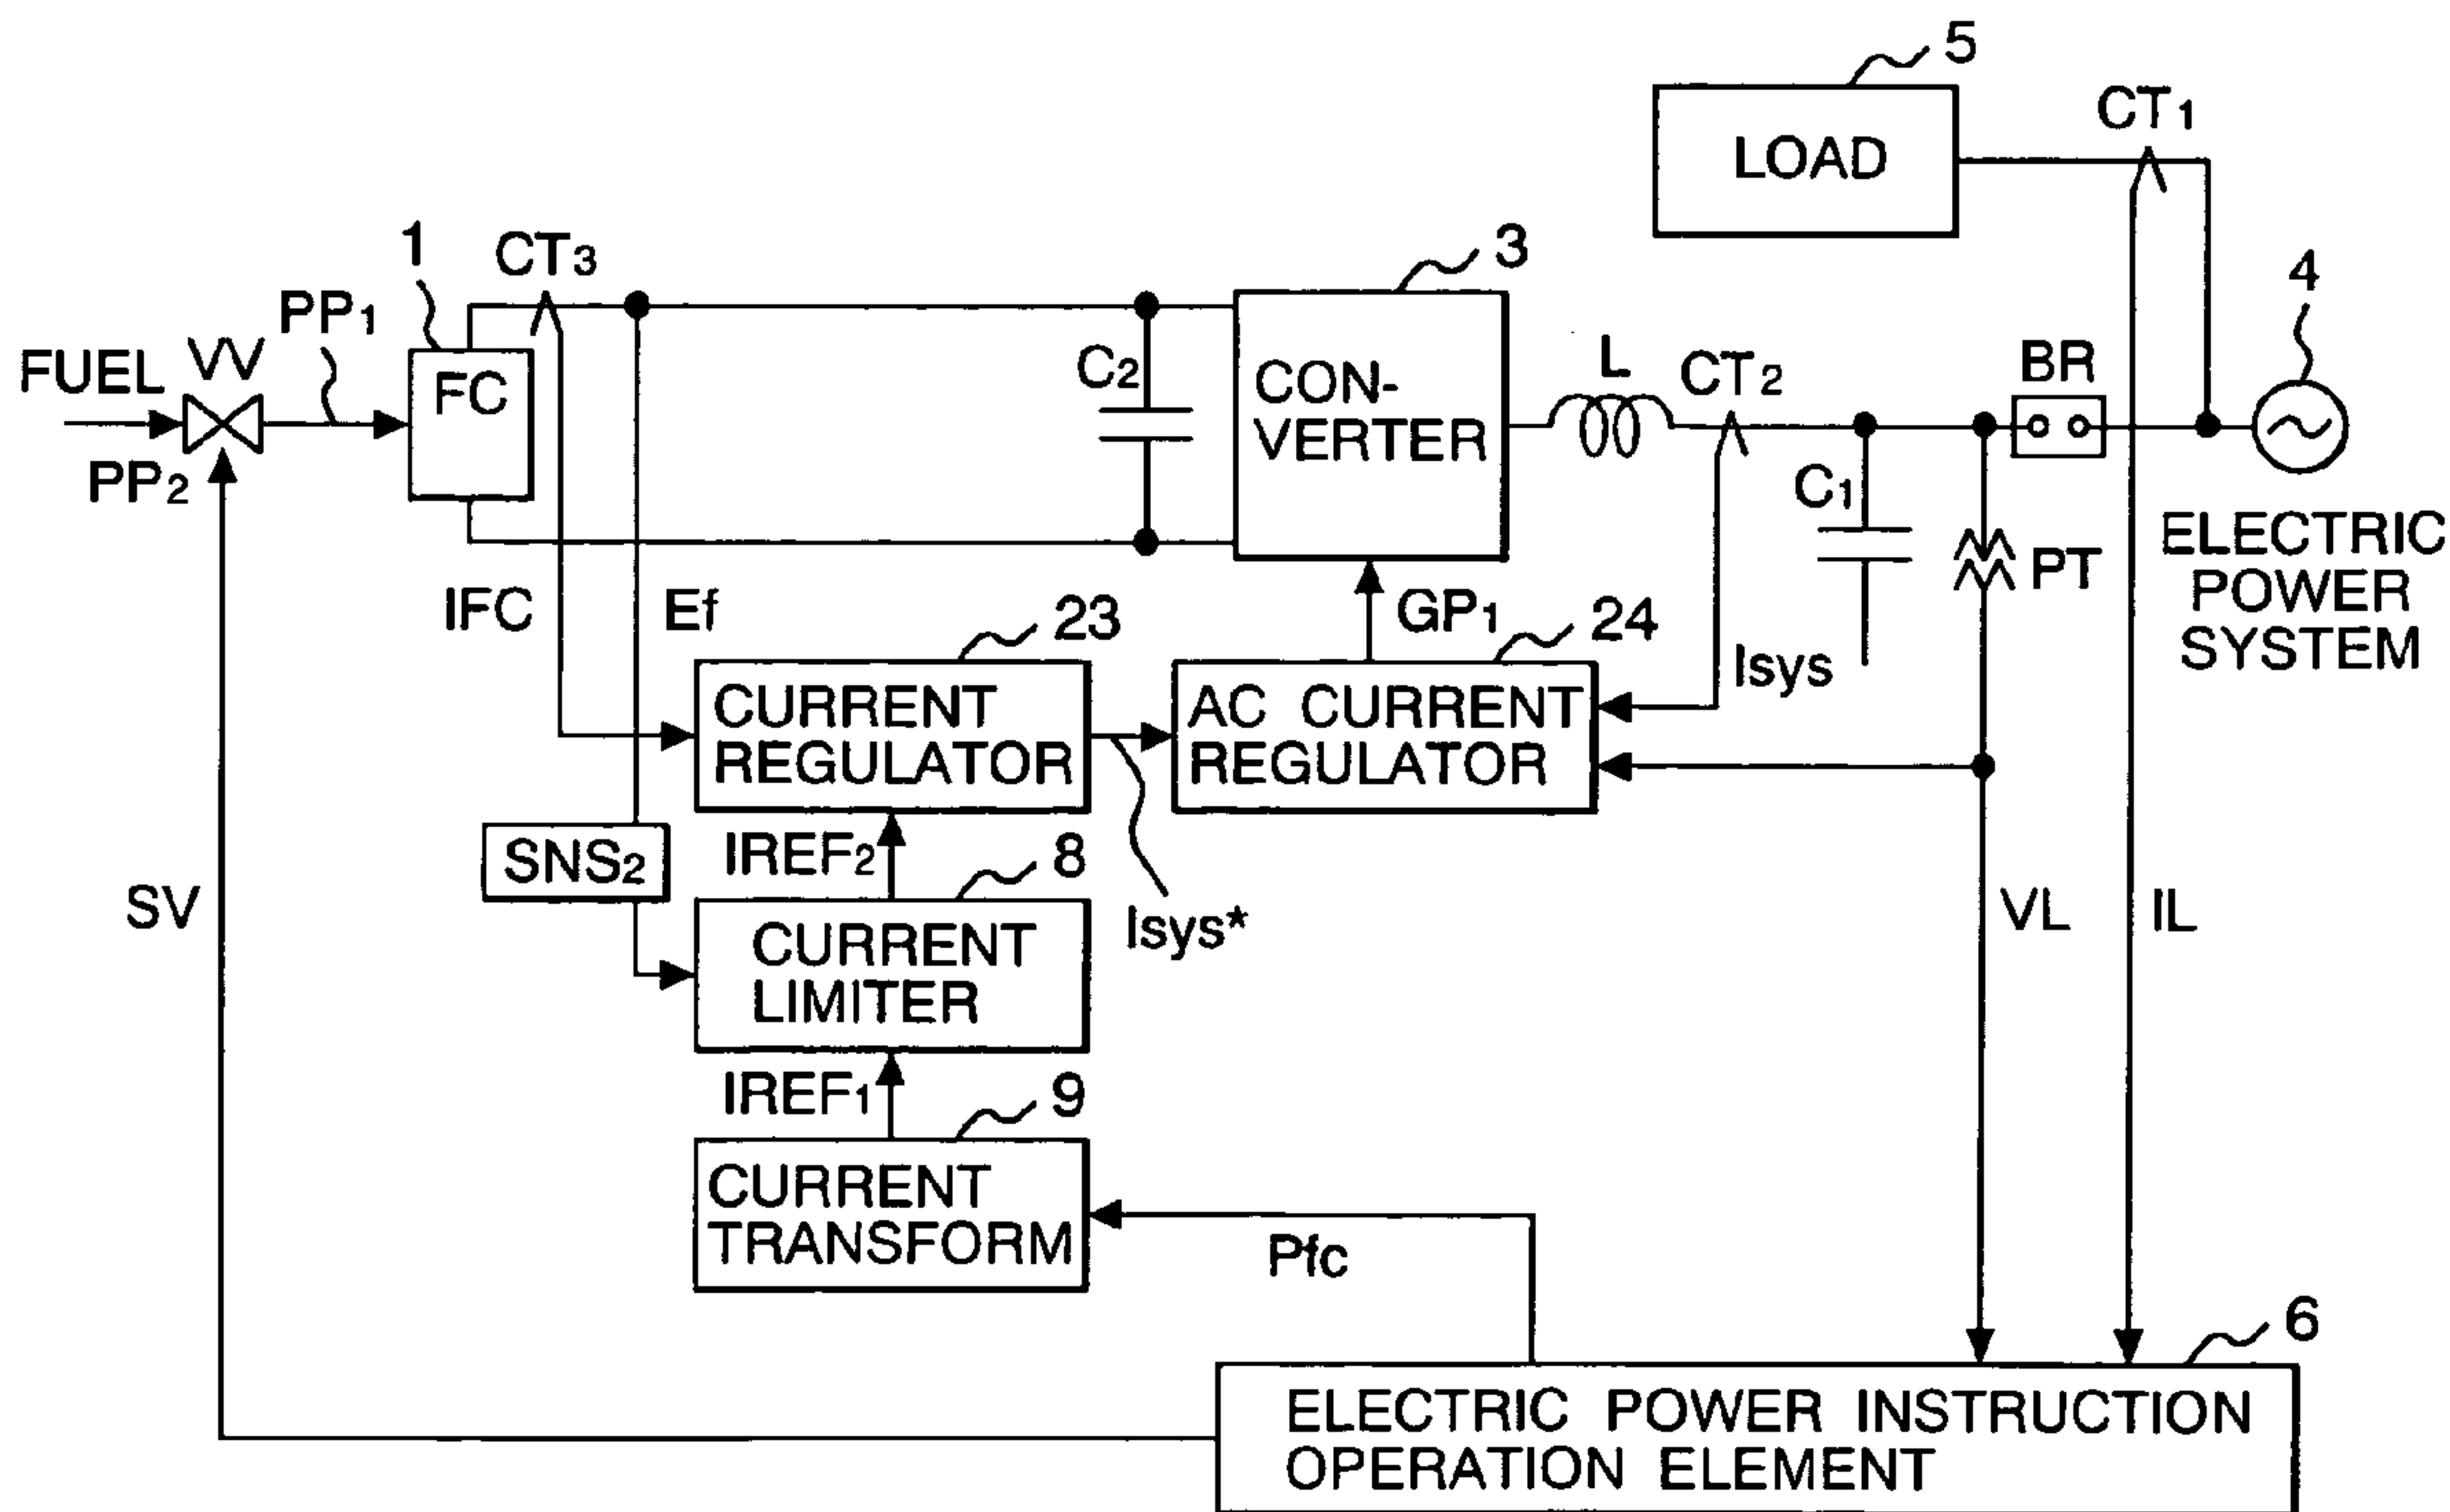 5
CT1
LOAD
1
CT3
3
4
PP1
FUEL
VV
FC
C2
CON-
VERTER
L
CT2
BR
PP2
C1
ELECTRIC
POWER
SYSTEM
PT
IFC
Ef
23
GP1
24
Isys
CURRENT
REGULATOR
AC CURRENT
REGULATOR
SNS2
IREF2
8
Isys*
SV
VL
IL
CURRENT
LIMITER
IREF1
9
CURRENT
TRANSFORM
Pfc
6
ELECTRIC POWER INSTRUCTION
OPERATION ELEMENT